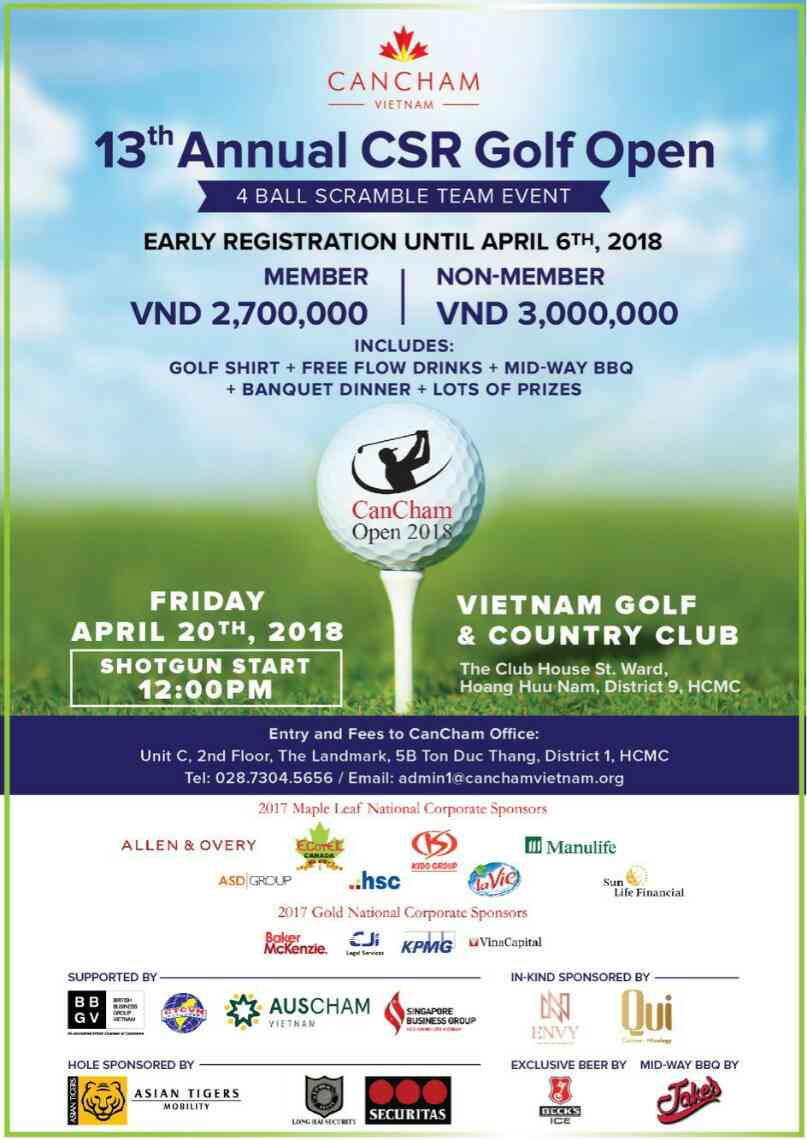 CANCHAM
VIETNAM
13th Annual CSR Golf Open
4 BALL SCRAMBLE TEAM EVENT
EARLY REGISTRATION UNTIL APRIL 6TH, 2018
MEMBER
VND 2,700,000
NON-MEMBER
VND 3,000,000
INCLUDES:
GOLF SHIRT + FREE FLOW DRINKS + MID-WAY BBQ
+ BANQUET DINNER + LOTS OF PRIZES
CanCham
Open 2018
FRIDAY
APRIL 20TH, 2018
SHOTGUN START
12:00PM
VIETNAM GOLF
& COUNTRY CLUB
The Club House St. Ward,
Hoang Huu Nam, District 9, HCMC
Entry and Fees to CanCham Office:
Unit C, 2nd Floor, The Landmark, 5B Ton Duc Thang, District 1, HCMC
Tel: 028.7304.5656 / Email: admin1@canchamvietnam.org
2017 Maple Leaf National Corporate Sponsors
ALLEN & OVERY
ECOTEL
CANADA
KIDO GROUP
Manulife
ASD GROUP
hsc
La Vie
Sun
Life Financial
2017 Gold National Corporate Sponsors
Baker
McKenzie.
CJi
Legal Services
KPMG
VinaCapital
SUPPORTED BY
IN-KIND SPONSORED BY
BB
GV
BRITISH
BUSINESS
GROUP
VIETNAM
AUSCHAM
VIETNAM
SINGAPORE
BUSINESS GROUP
ENVY
Qui
Cuisine - Mixology
HOLE SPONSORED BY
EXCLUSIVE BEER BY
MID-WAY BBQ BY
ASIAN TIGERS
ASIAN TIGERS
MOBILITY
LONG HAI SECURITY
SECURITAS
BECK'S
ICE
Jake's